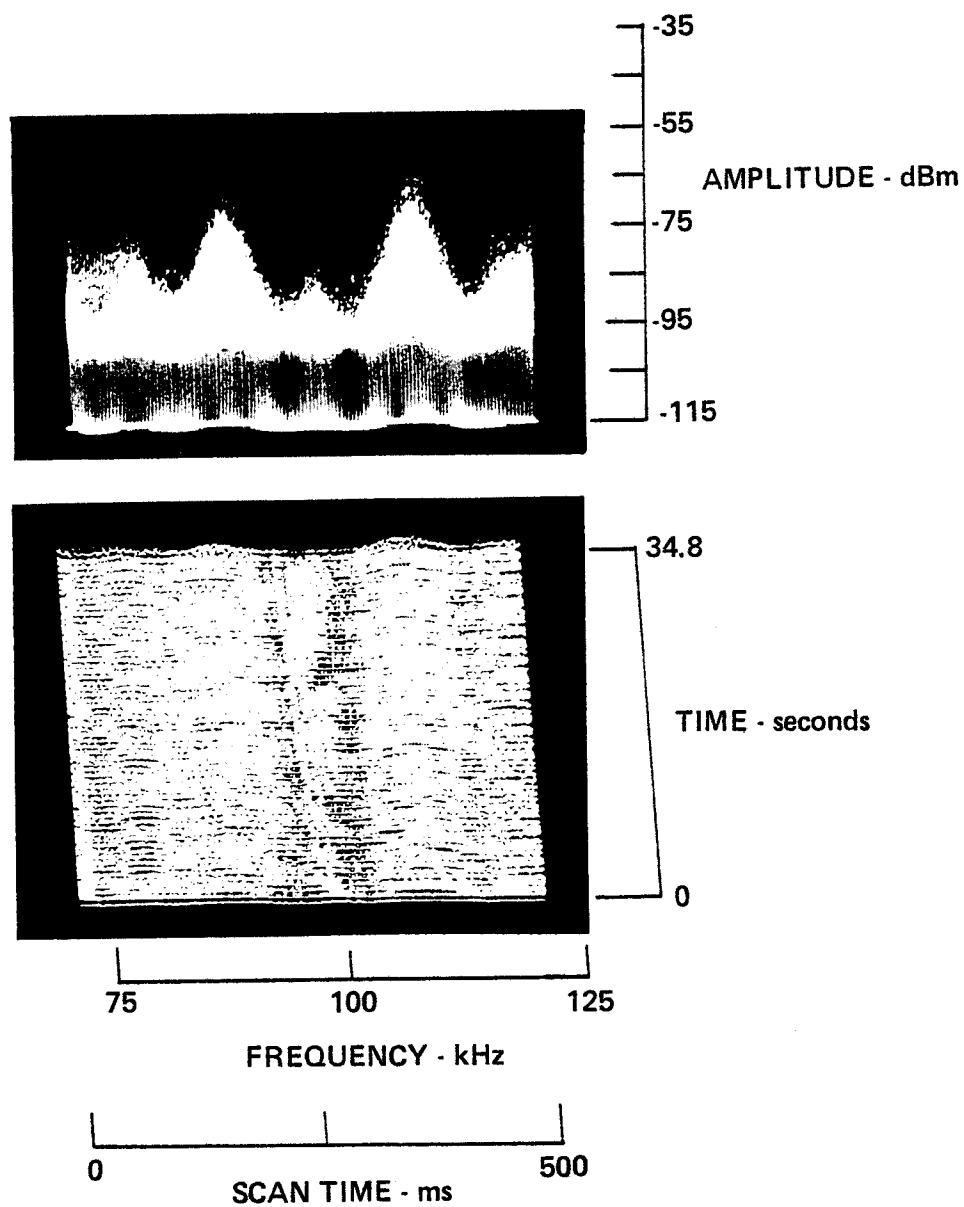 -35
-55
AMPLITUDE - dBm
-75
-95
-115
34.8
TIME - seconds
0
75 100 125
FREQUENCY - kHz
0 500
SCAN TIME - ms